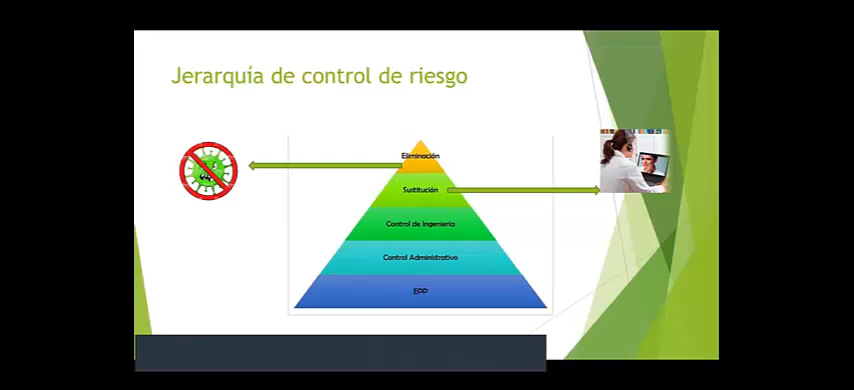 Jerarquía de control de riesgo
Eliminación
Sustitución
Control de Ingeniería
Control Administrativo
EPP